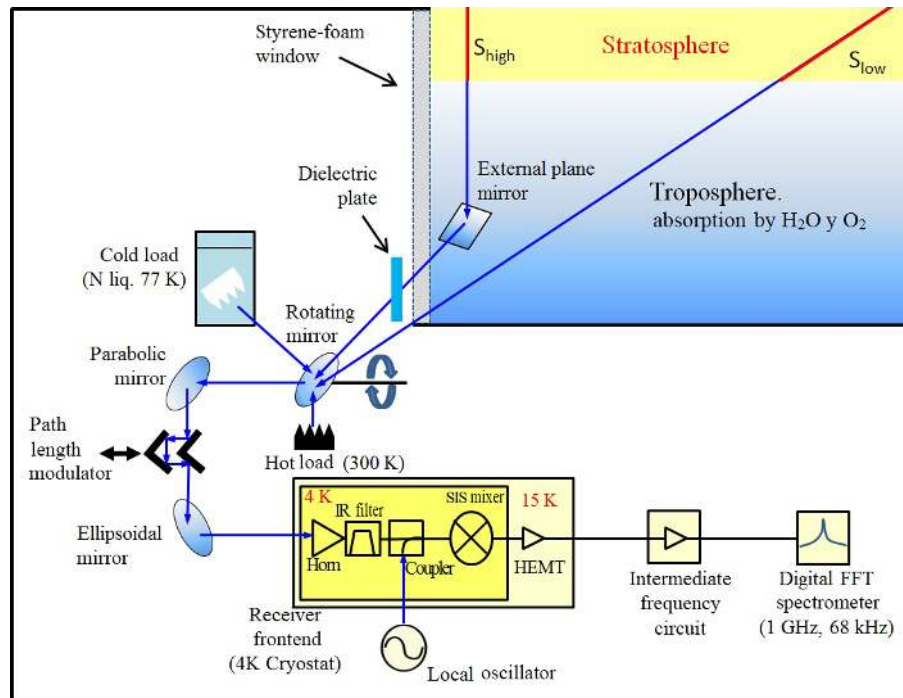 Styrene-foam
window
S_high
Stratosphere
S_low
Dielectric
plate
External plane
mirror
Troposphere.
absorption by H₂O y O₂
Cold load
(N liq. 77 K)
Rotating
mirror
Parabolic
mirror
Path
length
modulator
Hot load (300 K)
Ellipsoidal
mirror
4 K
IR filter
SIS mixer
15 K
Horn
Coupler
HEMT
Receiver
frontend
(4K Cryostat)
Local oscillator
Intermediate
frequency
circuit
Digital FFT
spectrometer
(1 GHz, 68 kHz)